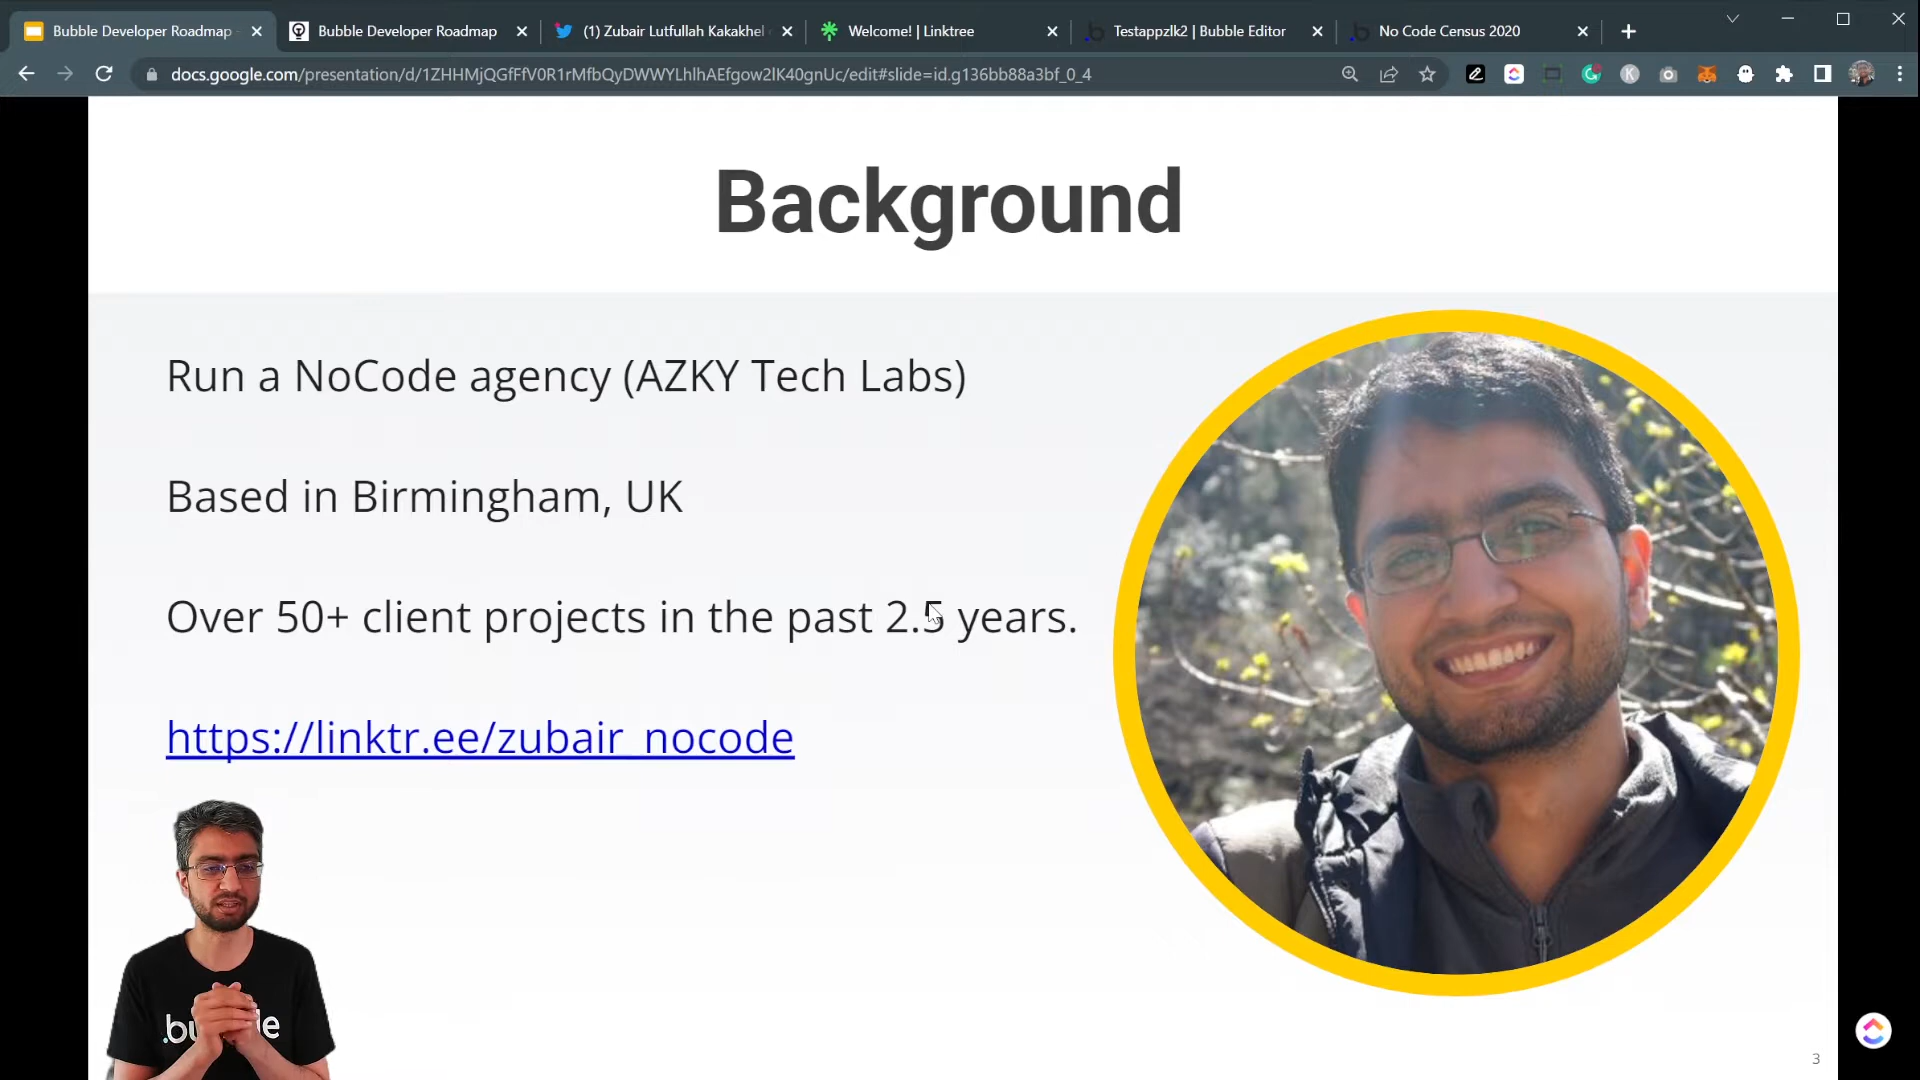 Bubble Developer Roadmap -
Bubble Developer Roadmap
(1) Zubair Lutfullah Kakakhel
Welcome! | Linktree
Testappzlk2 | Bubble Editor
No Code Census 2020
docs.google.com/presentation/d/1ZHHMjQGfFfV0R1rMfbQyDWWYLhlhAEfgow2lK40gnUc/edit#slide=id.g136bb88a3bf_0_4
Background
Run a NoCode agency (AZKY Tech Labs)
Based in Birmingham, UK
Over 50+ client projects in the past 2.5 years.
https://linktr.ee/zubair_nocode
3